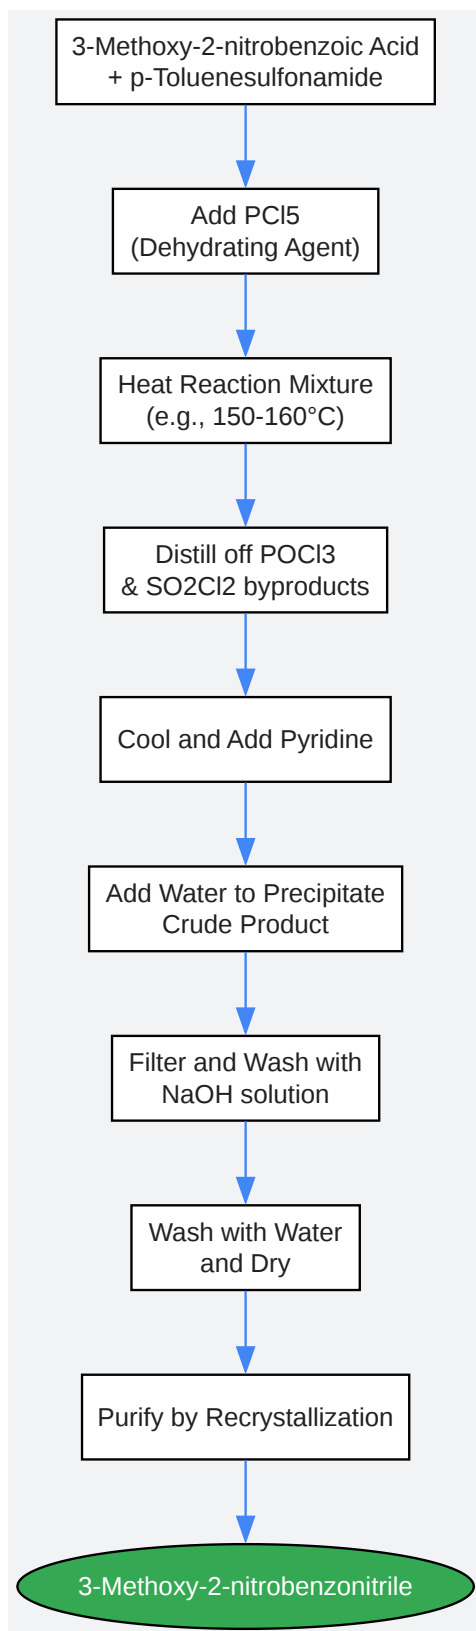 3-Methoxy-2-nitrobenzoic Acid
+ p-Toluenesulfonamide
Add PCl5
(Dehydrating Agent)
Heat Reaction Mixture
(e.g., 150-160°C)
Distill off POCl3
& SO2Cl2 byproducts
Cool and Add Pyridine
Add Water to Precipitate
Crude Product
Filter and Wash with
NaOH solution
Wash with Water
and Dry
Purify by Recrystallization
3-Methoxy-2-nitrobenzonitrile